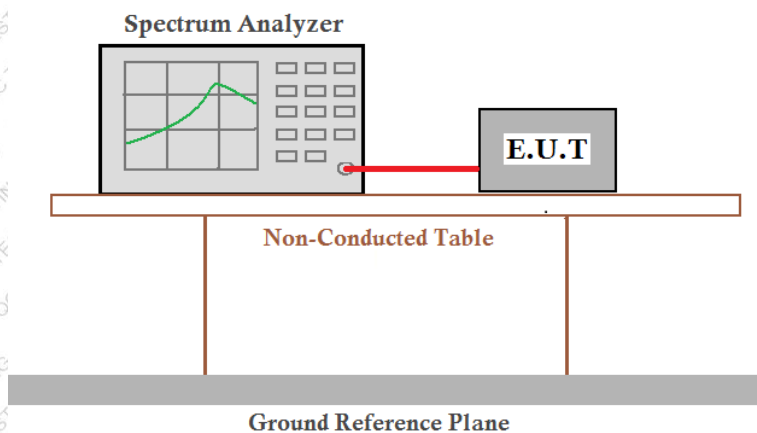 Spectrum Analyzer
E.U.T
Non-Conducted Table
Ground Reference Plane